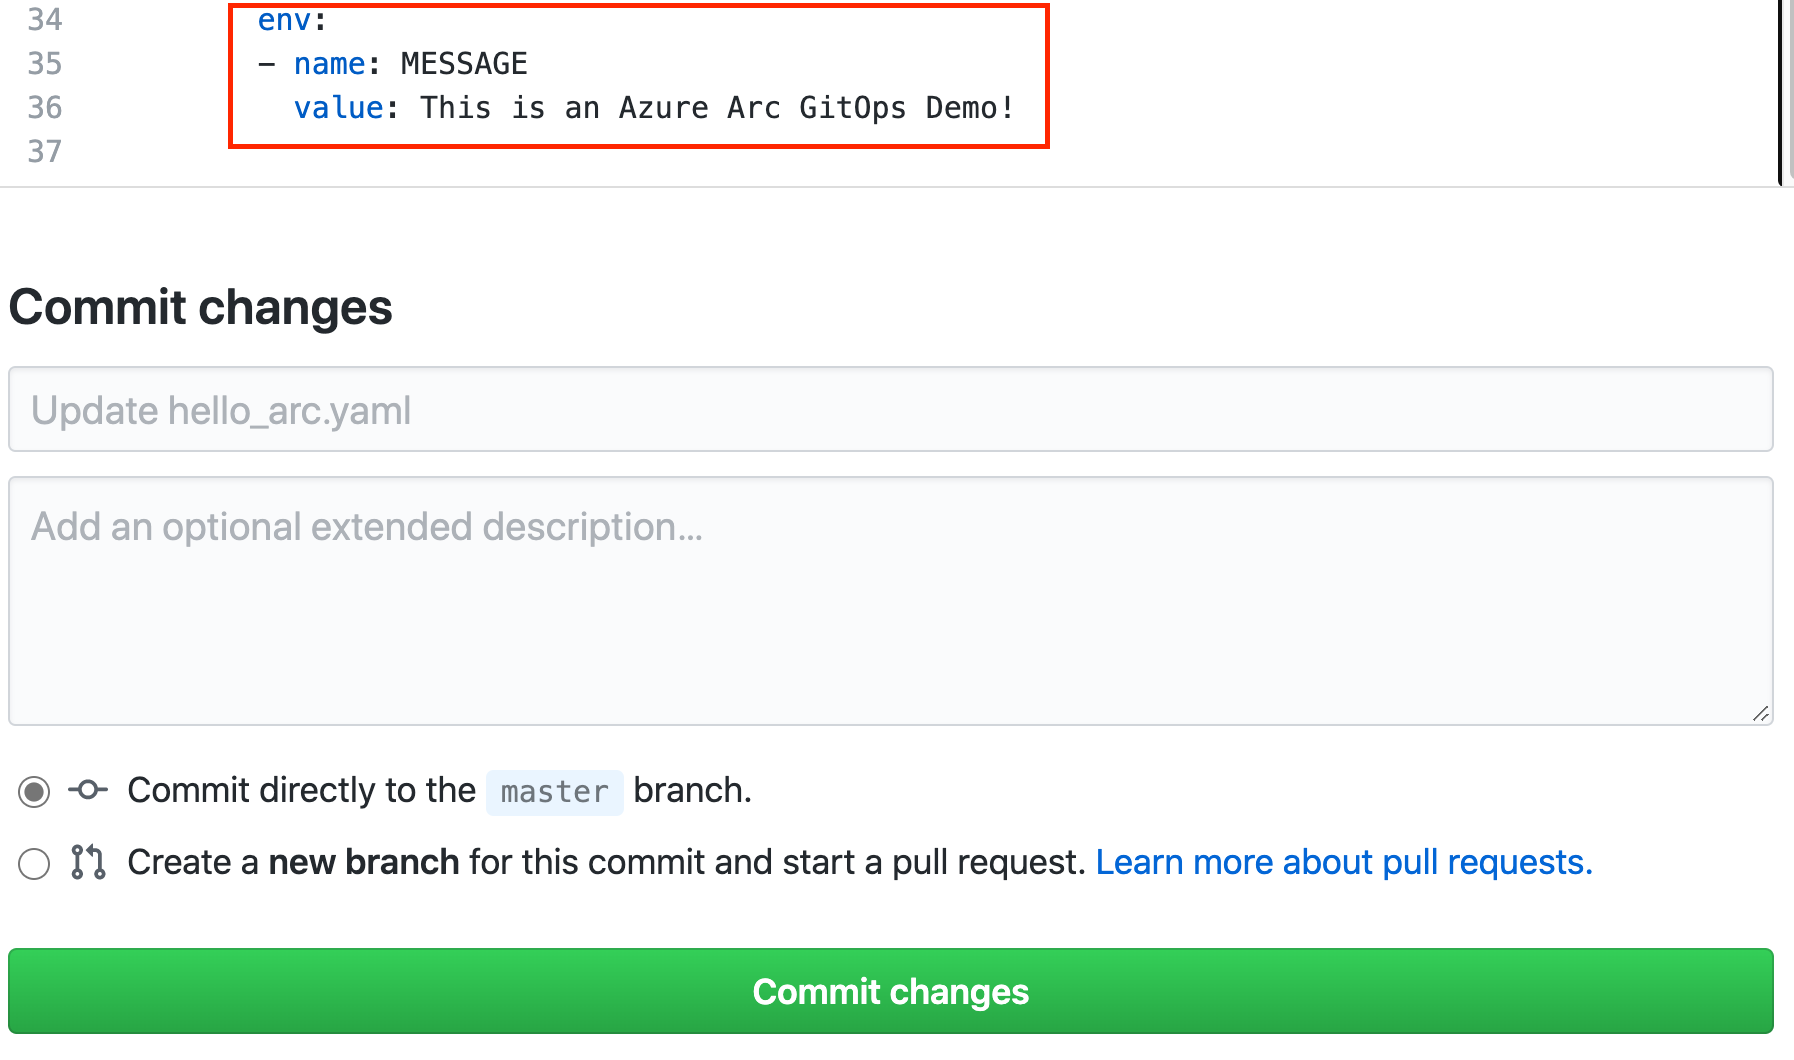 34 env:
35 - name: MESSAGE
36 value: This is an Azure Arc GitOps Demo!
37
Commit changes
Update hello_arc.yaml
Add an optional extended description...
Commit directly to the master branch.
Create a new branch for this commit and start a pull request. Learn more about pull requests.
Commit changes